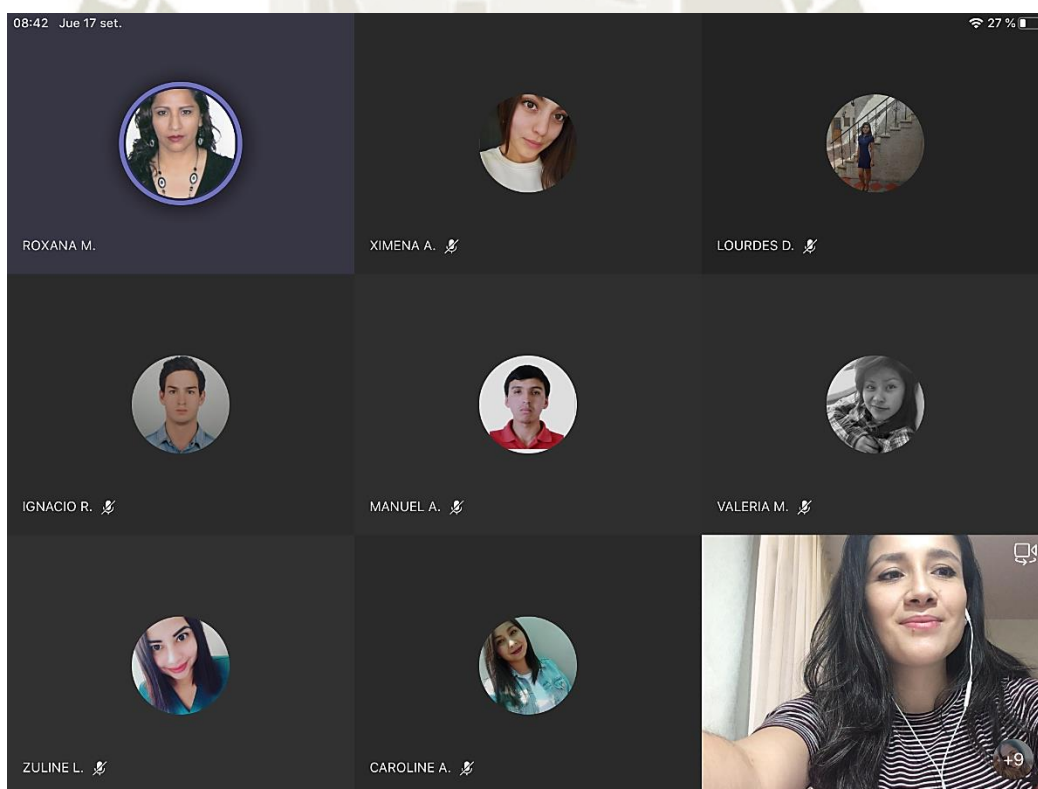 08:42 Jue 17 set.
27 %
ROXANA M.
XIMENA A.
LOURDES D.
IGNACIO R.
MANUEL A.
VALERIA M.
ZULINE L.
CAROLINE A.
+9